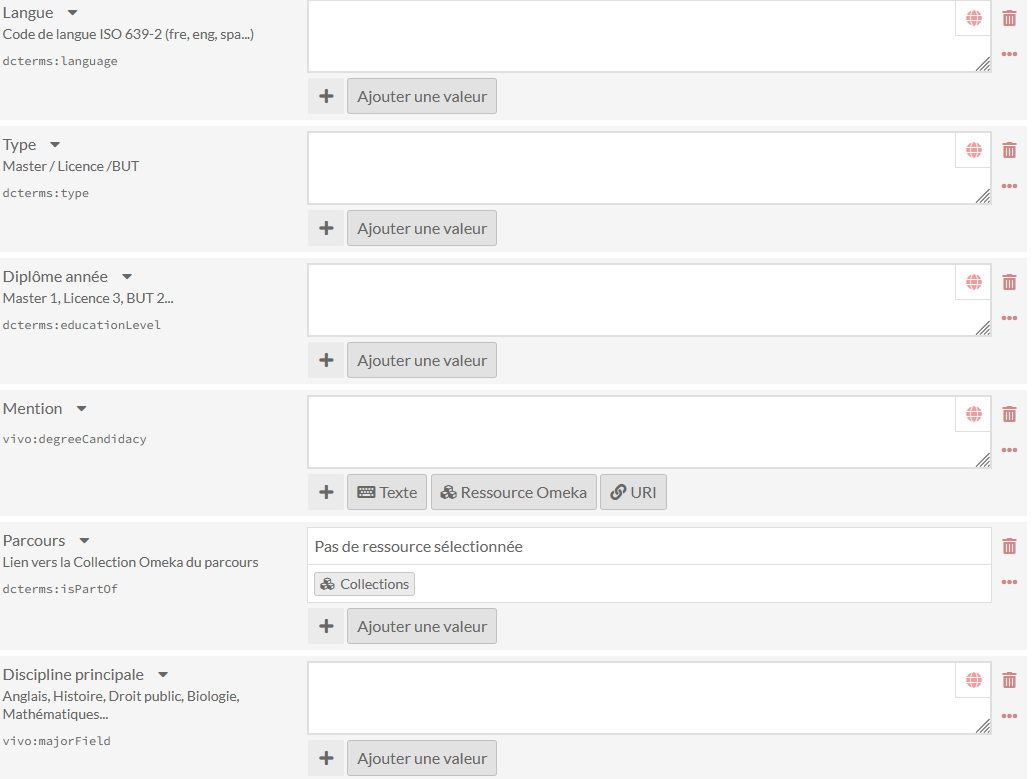 Langue
Code de langue ISO 639-2 (fre, eng, spa...)
dcterms:language
Ajouter une valeur
Type
Master / Licence /BUT
dcterms:type
Ajouter une valeur
Diplôme année
Master 1, Licence 3, BUT 2...
dcterms:educationLevel
Ajouter une valeur
Mention
vivo:degreeCandidacy
Texte Ressource Omeka URI
Parcours
Pas de ressource sélectionnée
Lien vers la Collection Omeka du parcours
dcterms:isPartOf
Collections
Ajouter une valeur
Discipline principale
Anglais, Histoire, Droit public, Biologie,
Mathématiques...
vivo:majorField
Ajouter une valeur